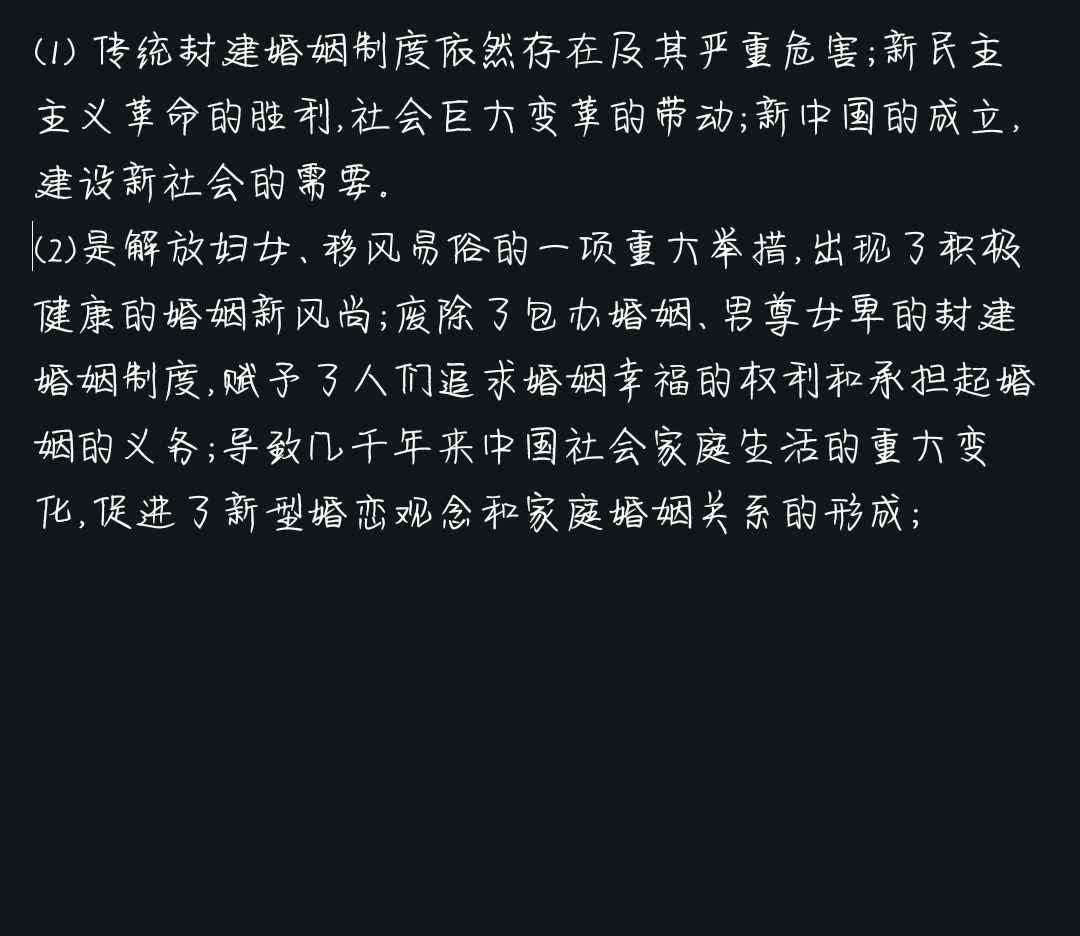 (1) 传统封建婚姻制度依然存在及其严重危害;新民主
主义革命的胜利,社会巨大变革的带动;新中国的成立,
建设新社会的需要。
(2)是解放妇女、移风易俗的一项重大举措,出现了积极
健康的婚姻新风尚;废除了包办婚姻、男尊女卑的封建
婚姻制度,赋予了人们追求婚姻幸福的权利和承担起婚
姻的义务;导致几千年来中国社会家庭生活的重大变
化,促进了新型婚恋观念和家庭婚姻关系的形成;